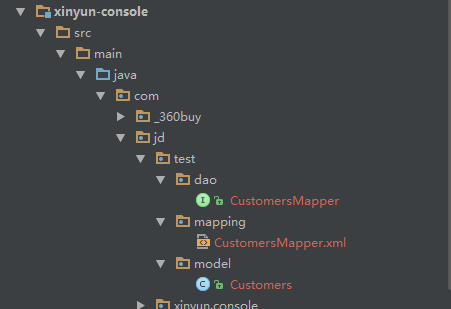 xinyun-console
src
main
java
com
_360buy
jd
test
dao
I CustomersMapper
mapping
CustomersMapper.xml
model
C Customers
xinyun.console